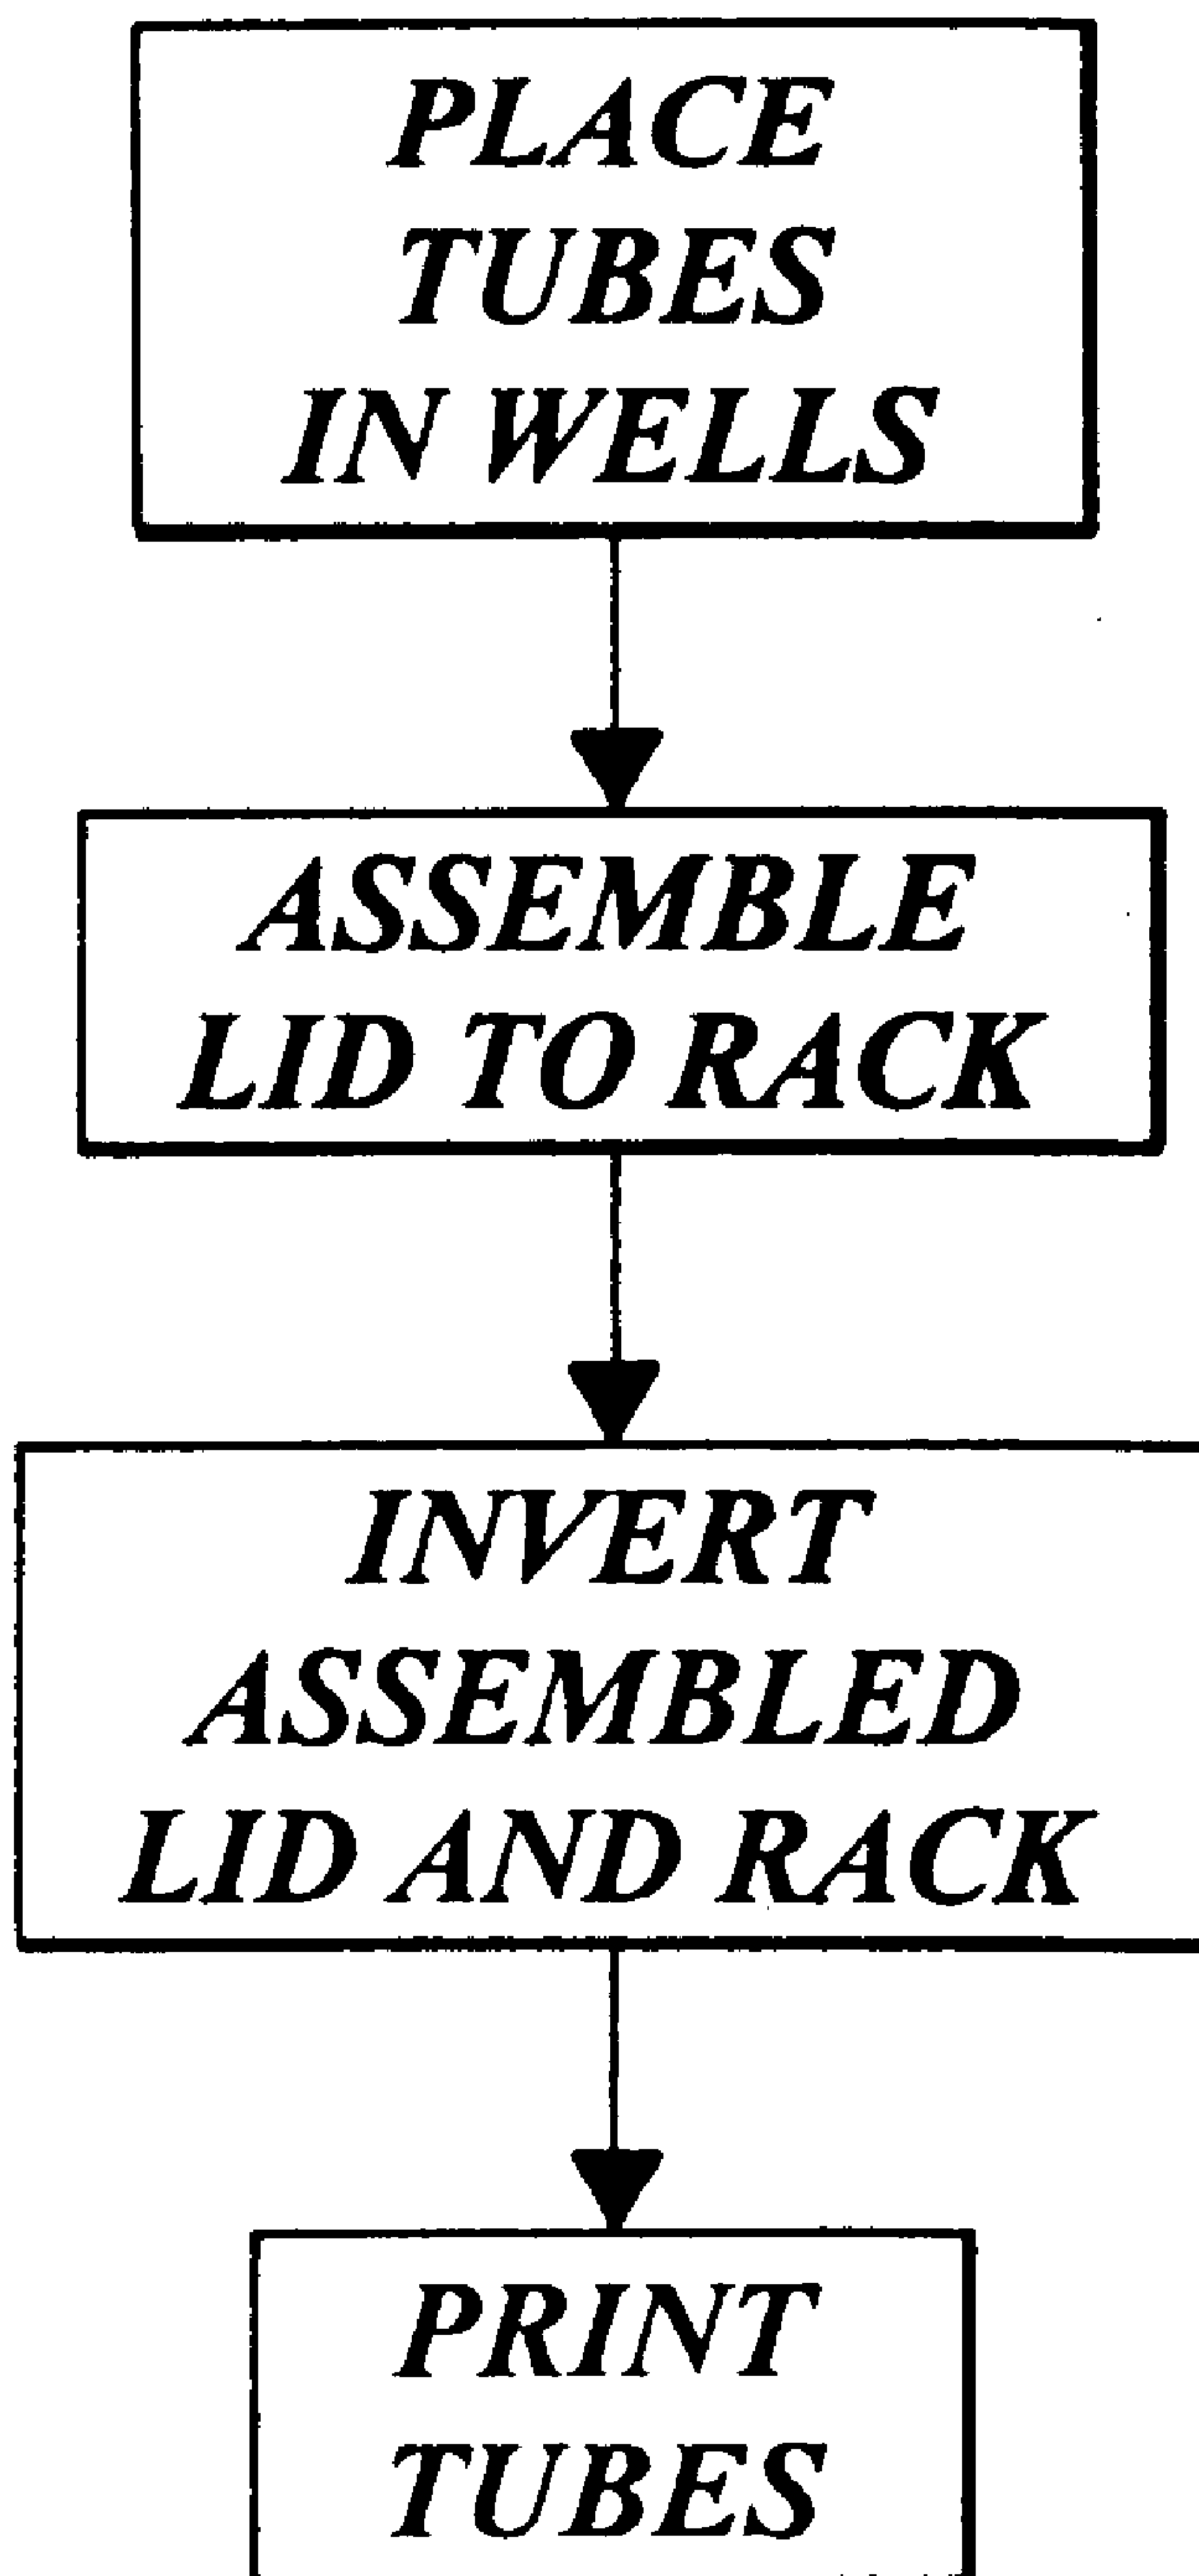 PLACE
TUBES
IN WELLS
ASSEMBLE
LID TO RACK
INVERT
ASSEMBLED
LID AND RACK
PRINT
TUBES